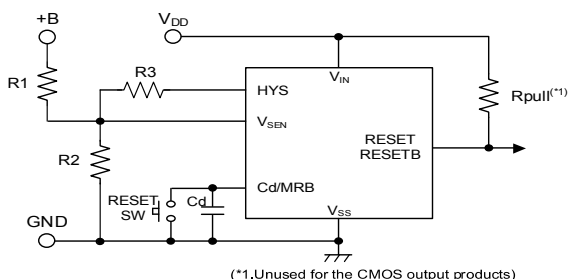 +B
VDD
R1
R3
HYS
VIN
Rpull(*1)
VSEN
RESET
RESETB
R2
RESET
SW
Cd
Cd/MRB
GND
VSS
(*1.Unused for the CMOS output products)